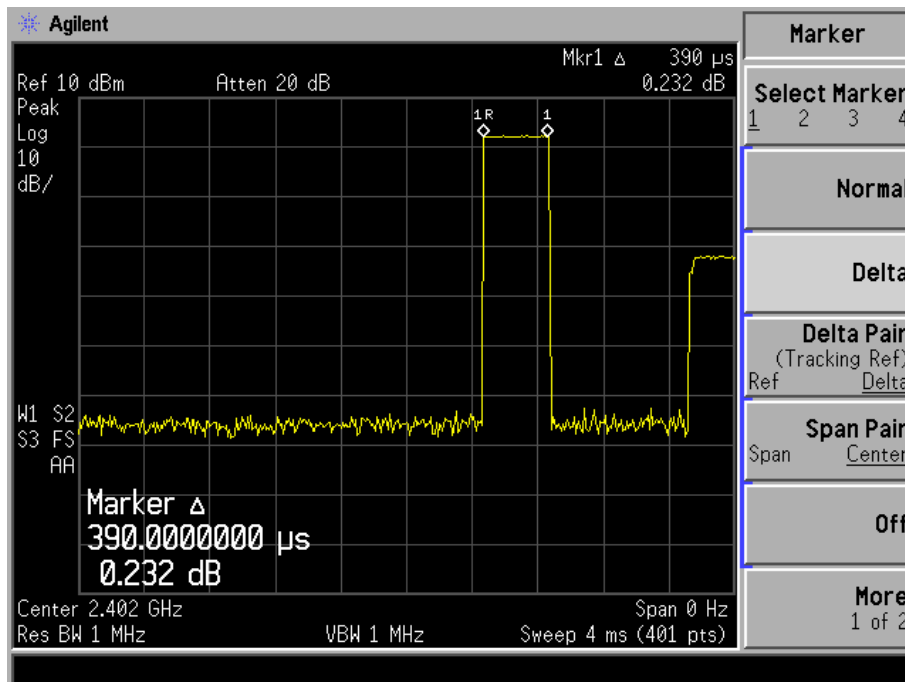 Agilent
Mkr1 Δ 390 µs
Ref 10 dBm Atten 20 dB 0.232 dB
Peak
Log
10
dB/
1R 1
W1 S2
S3 FS
AA
Marker Δ
390.0000000 µs
0.232 dB
Center 2.402 GHz Span 0 Hz
Res BW 1 MHz VBW 1 MHz Sweep 4 ms (401 pts)
Marker
Select Marker
1 2 3 4
Normal
Delta
Delta Pair
(Tracking Ref)
Ref Delta
Span Pair
Span Center
Off
More
1 of 2